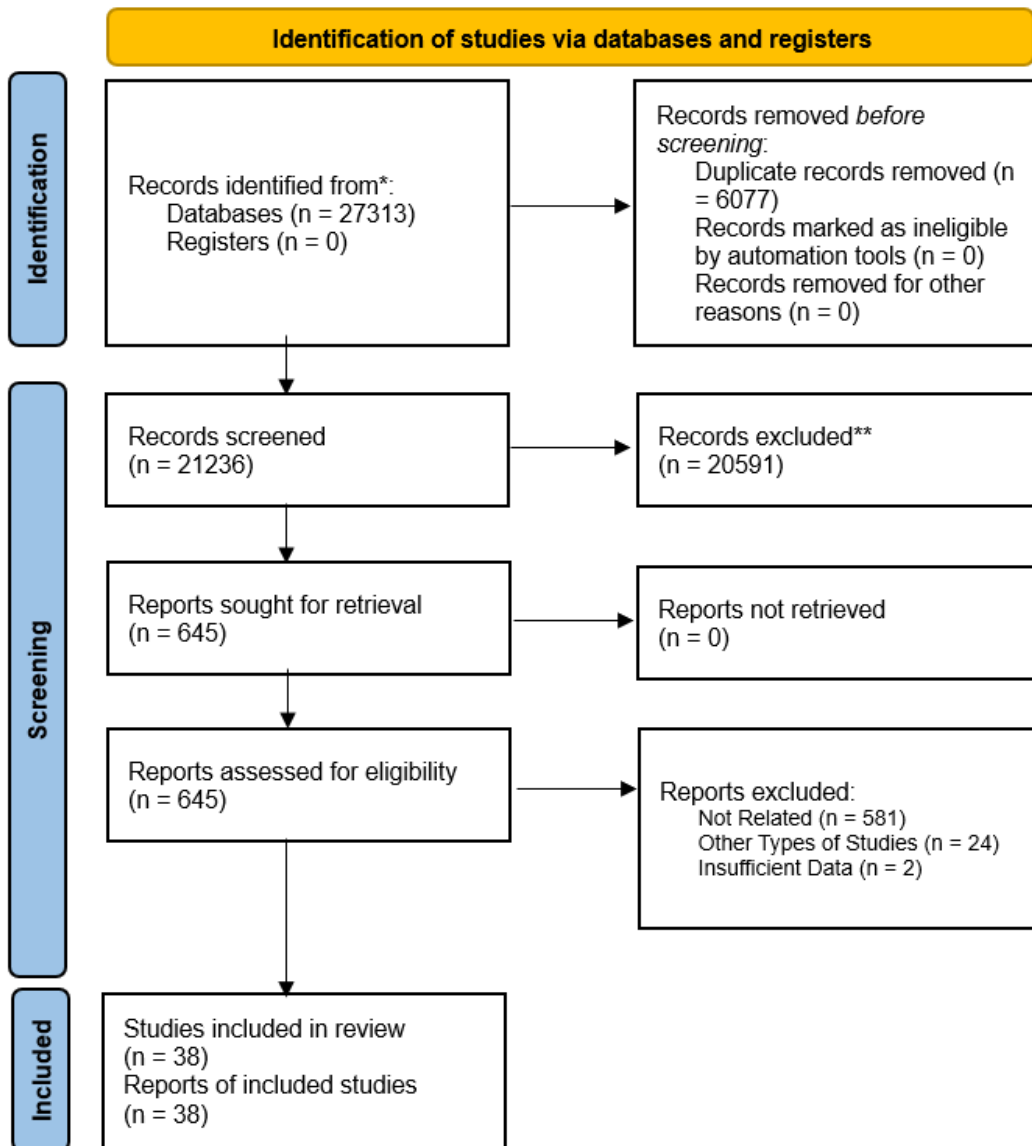 Identification of studies via databases and registers
Identification
Records identified from*:
Databases (n = 27313)
Registers (n = 0)
Records removed before
screening:
Duplicate records removed (n
= 6077)
Records marked as ineligible
by automation tools (n = 0)
Records removed for other
reasons (n = 0)
Screening
Records screened
(n = 21236)
Records excluded**
(n = 20591)
Reports sought for retrieval
(n = 645)
Reports not retrieved
(n = 0)
Reports assessed for eligibility
(n = 645)
Reports excluded:
Not Related (n = 581)
Other Types of Studies (n = 24)
Insufficient Data (n = 2)
Included
Studies included in review
(n = 38)
Reports of included studies
(n = 38)